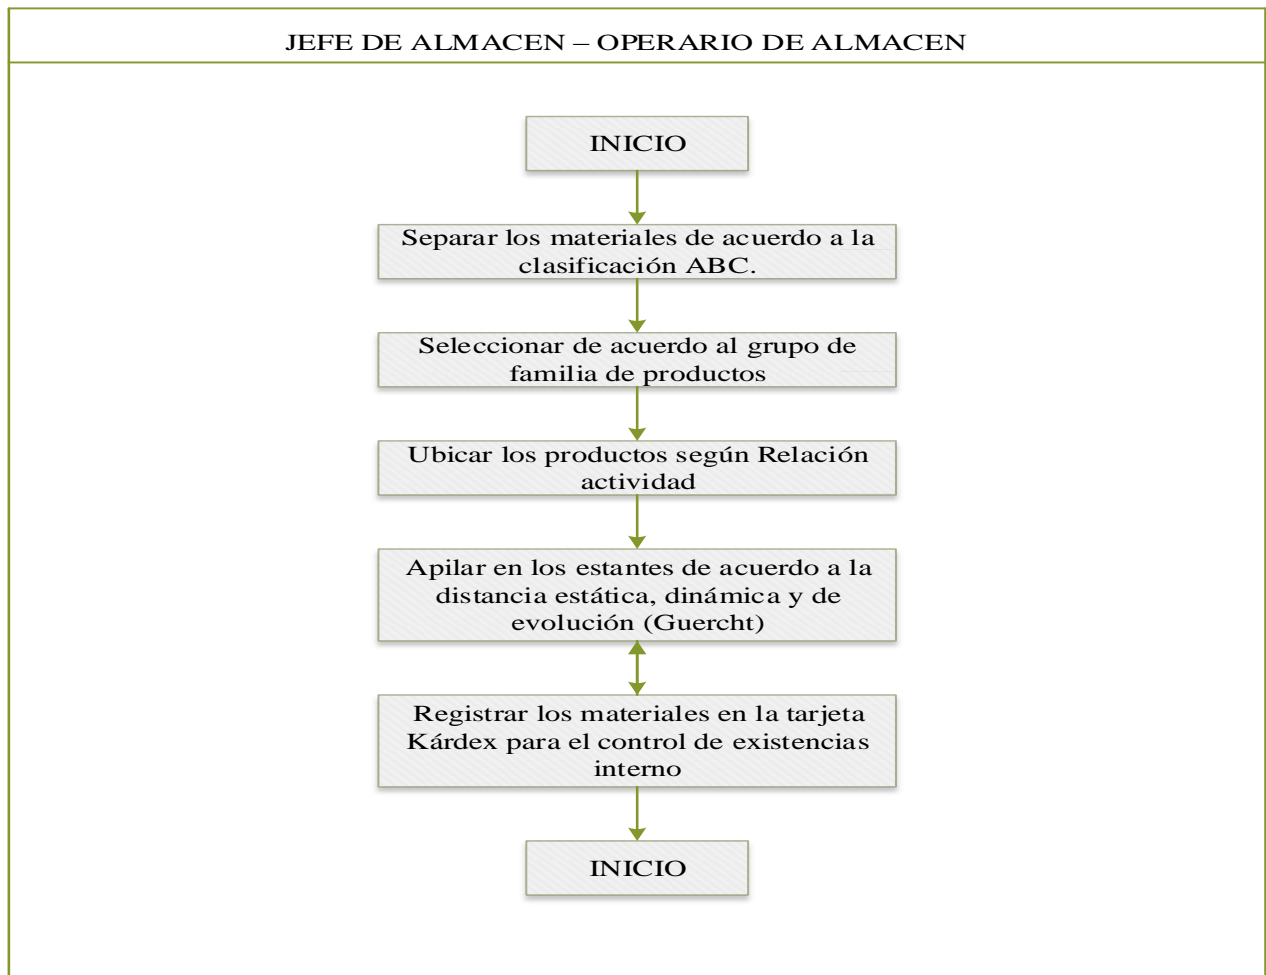 JEFE DE ALMACEN – OPERARIO DE ALMACEN
INICIO
Separar los materiales de acuerdo a la
clasificación ABC.
Seleccionar de acuerdo al grupo de
familia de productos
Ubicar los productos según Relación
actividad
Apilar en los estantes de acuerdo a la
distancia estática, dinámica y de
evolución (Guercht)
Registrar los materiales en la tarjeta
Kárdex para el control de existencias
interno
INICIO